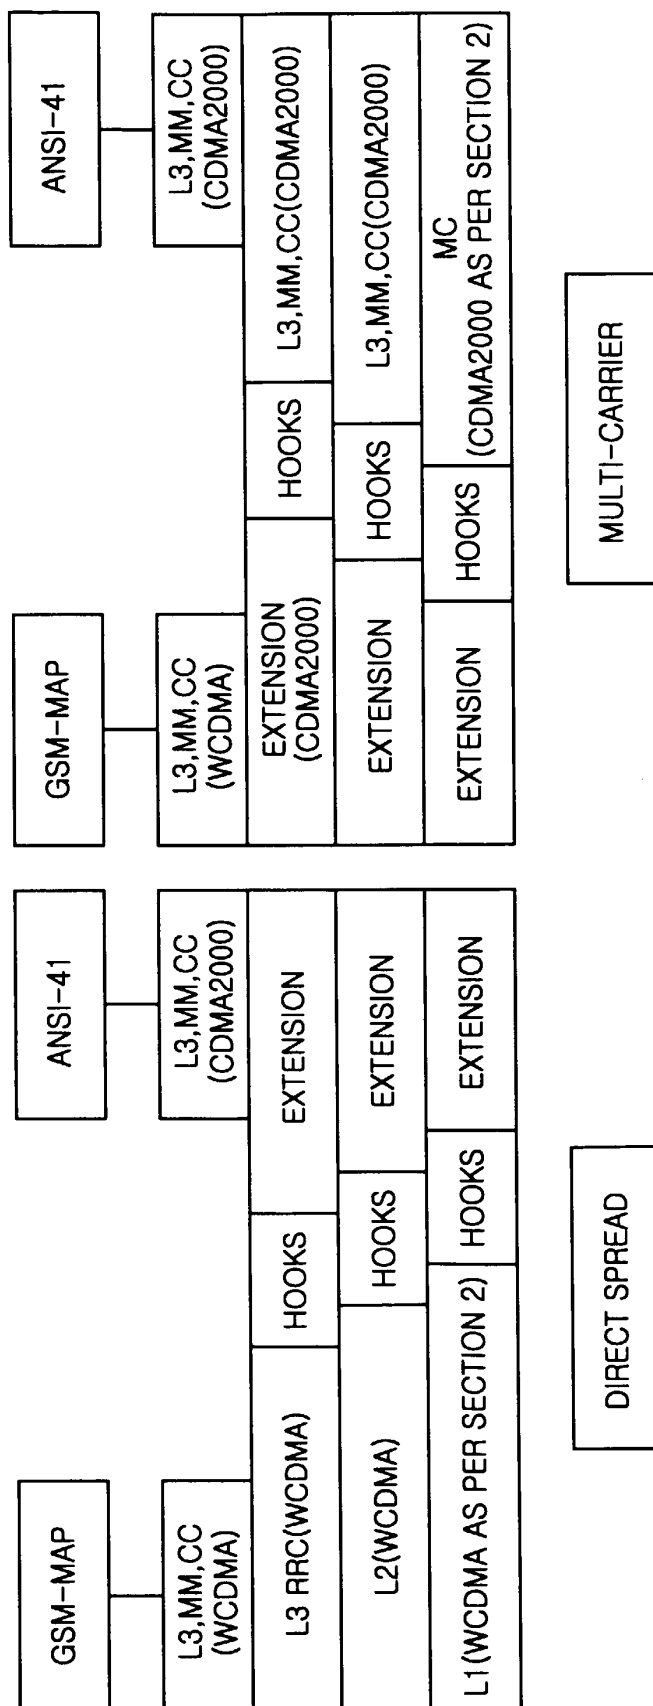 GSM-MAP
ANSI-41
L3,MM,CC
(WCDMA)
L3,MM,CC
(CDMA2000)
L3 RRC(WCDMA)
HOOKS
EXTENSION
L2(WCDMA)
HOOKS
EXTENSION
L1(WCDMA AS PER SECTION 2)
HOOKS
EXTENSION
DIRECT SPREAD
GSM-MAP
ANSI-41
L3,MM,CC
(WCDMA)
L3,MM,CC
(CDMA2000)
EXTENSION
(CDMA2000)
HOOKS
L3,MM,CC(CDMA2000)
EXTENSION
HOOKS
L3,MM,CC(CDMA2000)
EXTENSION
HOOKS
MC
(CDMA2000 AS PER SECTION 2)
MULTI-CARRIER